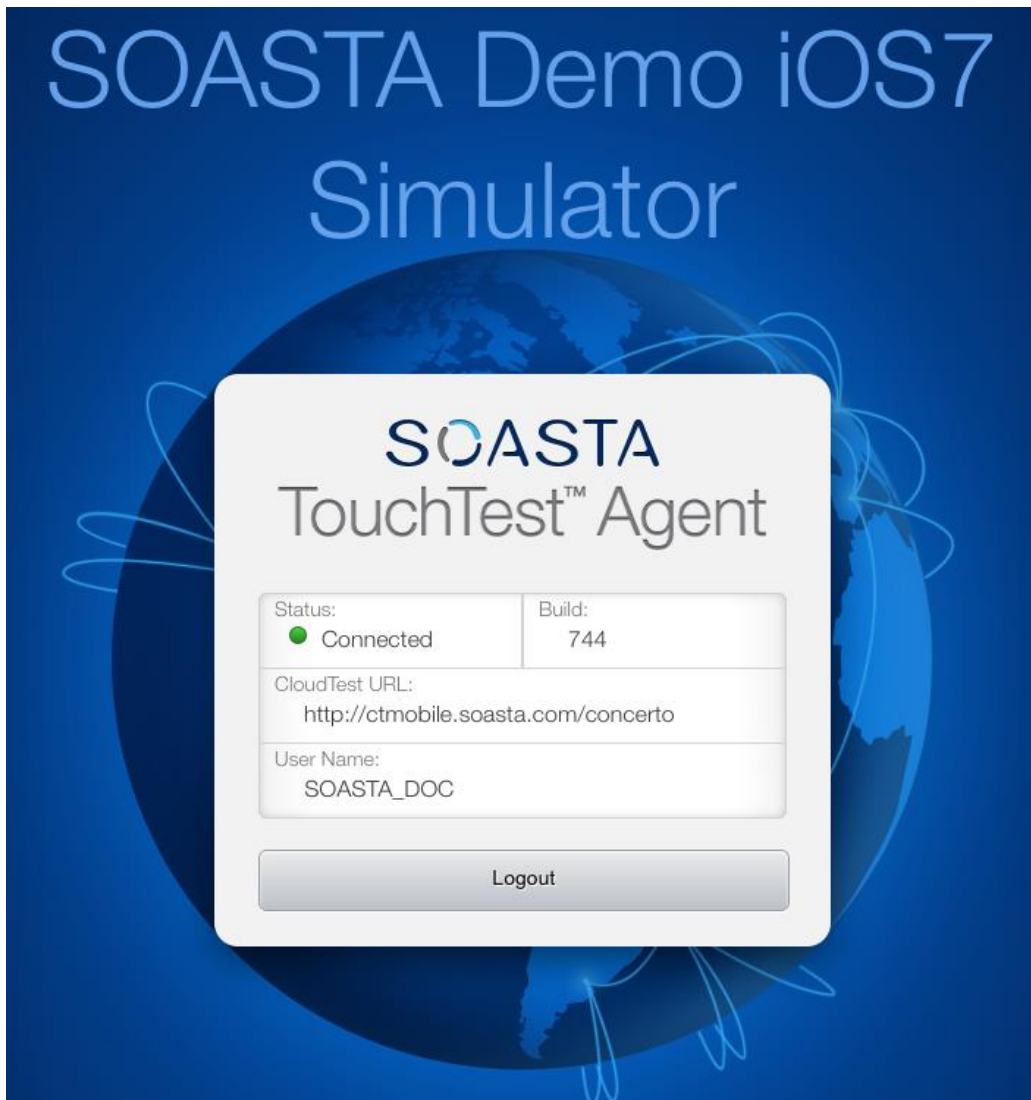 SOASTA Demo iOS7
Simulator
SOASTA
TouchTest™ Agent
Status:
Connected
Build:
744
CloudTest URL:
http://ctmobile.soasta.com/concerto
User Name:
SOASTA_DOC
Logout